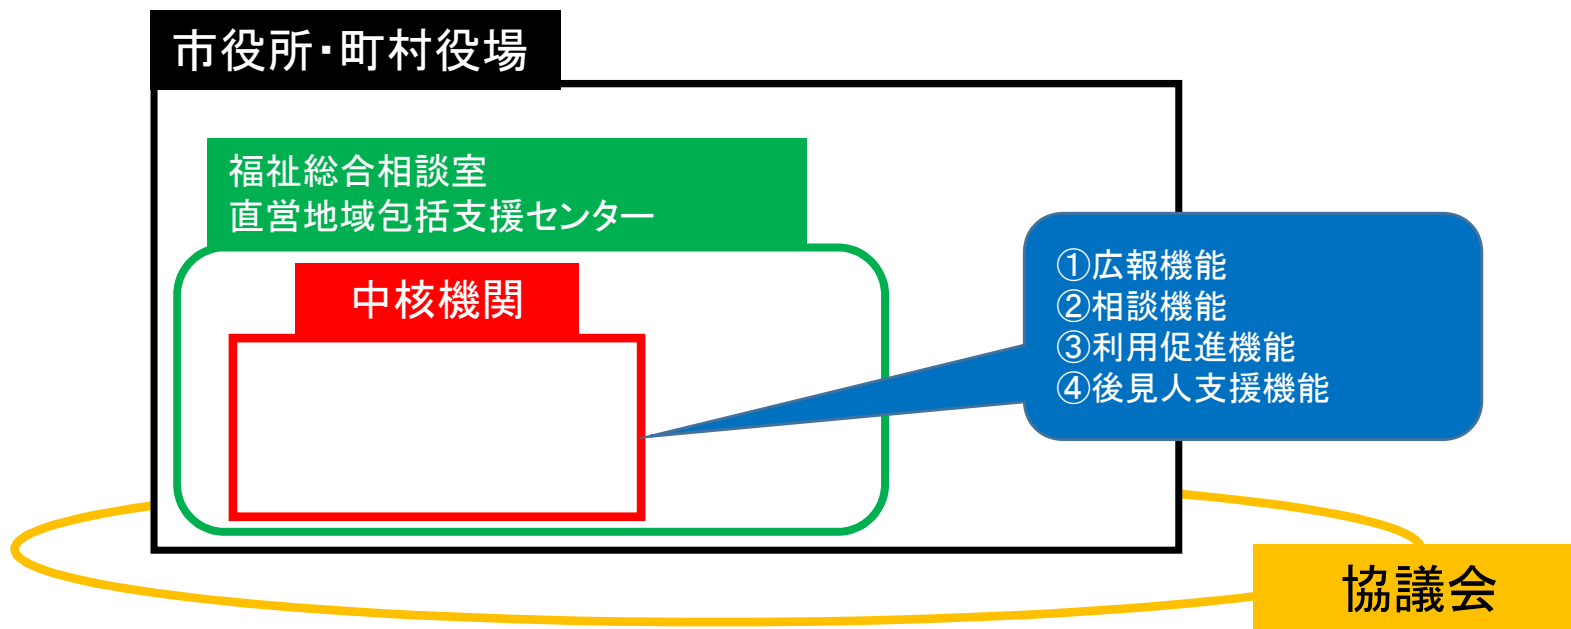 市役所・町村役場
福祉総合相談室
直営地域包括支援センター
中核機関
①広報機能
②相談機能
③利用促進機能
④後見人支援機能
協議会